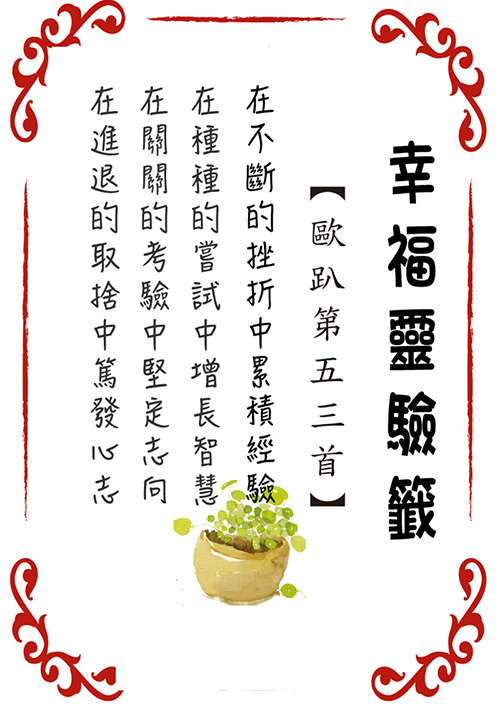 幸福靈驗籤
【歐趴第五三首】
在不斷的挫折中累積經驗
在種種的嘗試中增長智慧
在關關的考驗中堅定志向
在進退的取捨中篤發心志